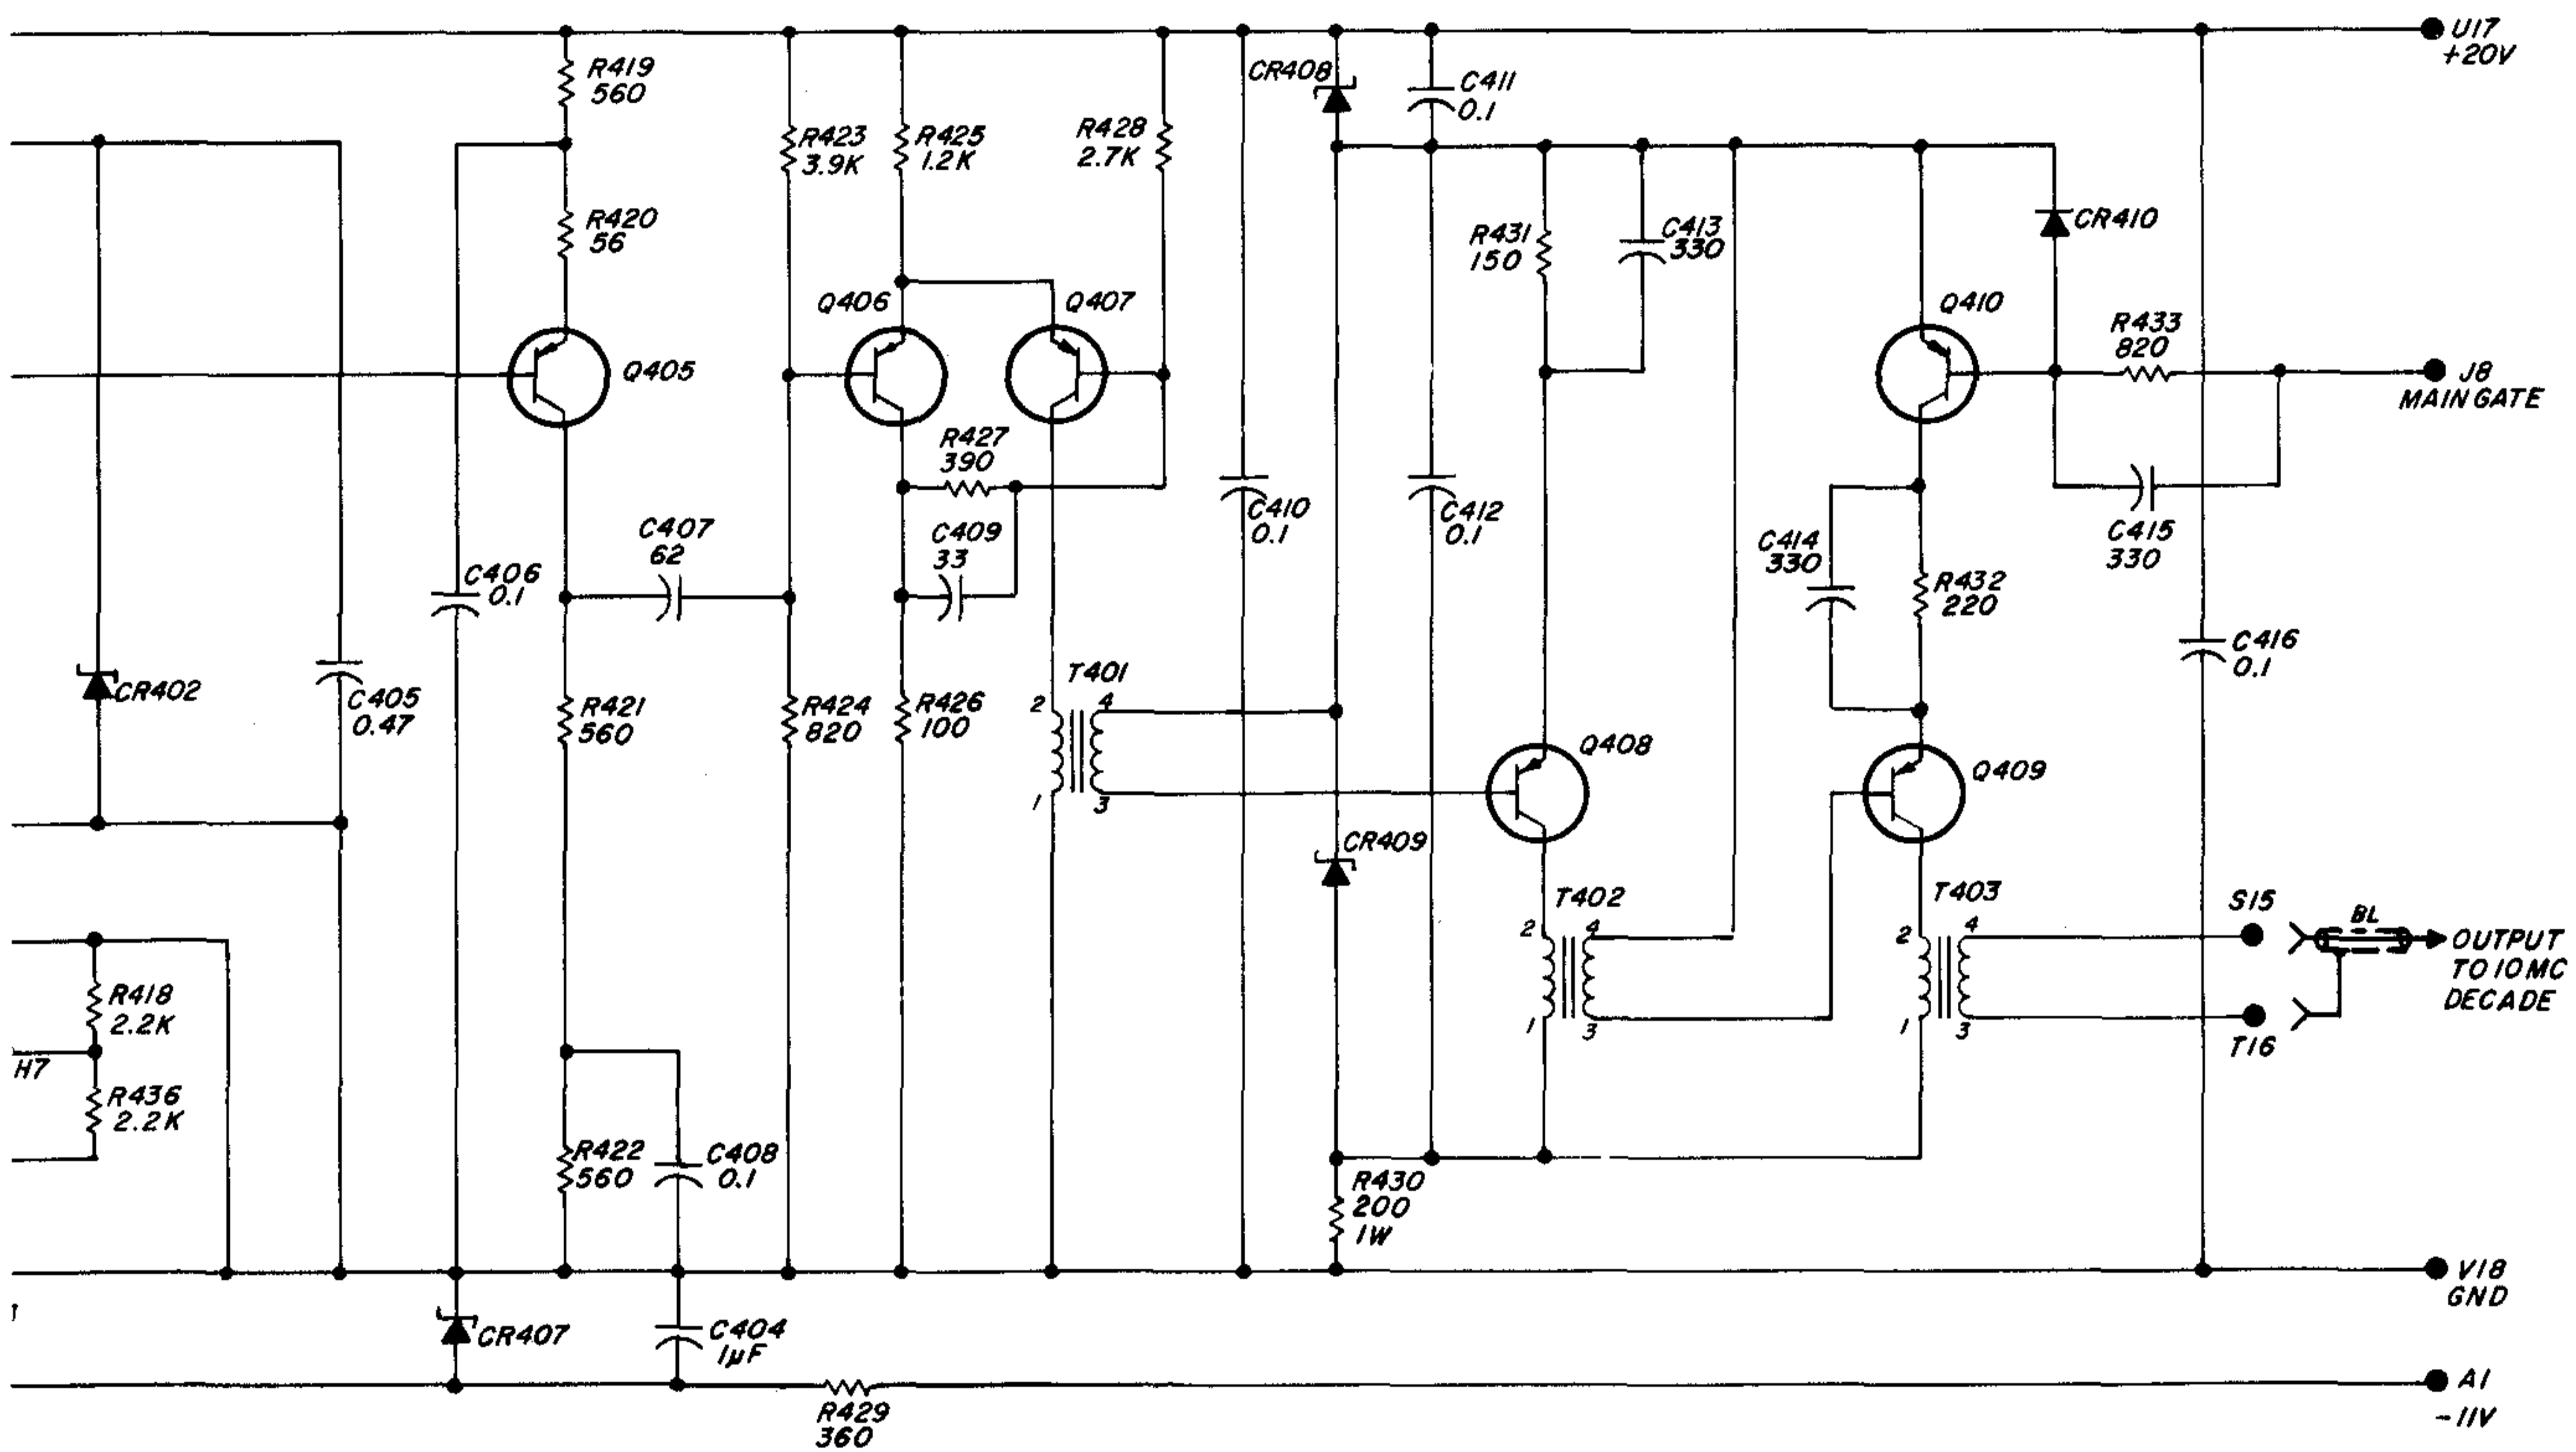 U17
+20V
R419
560
CR408
C411
0.1
R423
3.9K
R425
1.2K
R428
2.7K
R420
56
R431
150
C413
330
CR410
Q406
Q407
Q410
R433
820
Q405
J8
MAIN GATE
R427
390
C407
62
C409
33
C410
0.1
C412
0.1
C414
330
C415
330
C406
0.1
R432
220
C416
0.1
T401
CR402
C405
0.47
R421
560
R424
820
R426
100
2
4
1
3
Q408
Q409
CR409
T402
T403
S15
BL
2
4
2
4
OUTPUT
TO 10 MC
DECADE
R418
2.2K
1
3
1
3
T16
H7
R436
2.2K
R422
560
C408
0.1
R430
200
1W
V18
GND
CR407
C404
1µF
A1
-11V
R429
360